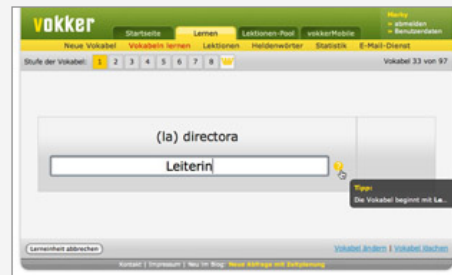 vokker
Startseite Lernen Lektionen-Pool vokkerMobile
Marky
» abmelden
» Benutzerdaten
Neue Vokabel Vokabeln lernen Lektionen Heldenwörter Statistik E-Mail-Dienst
Stufe der Vokabel: 1 2 3 4 5 6 7 8 Vokabel 33 von 97
(la) directora
Leiterin
Tipp:
Die Vokabel beginnt mit Le...
Lerneinheit abbrechen Vokabel ändern | Vokabel löschen
Kontakt | Impressum | Neu im Blog: Neue Abfrage mit Zeitplanung